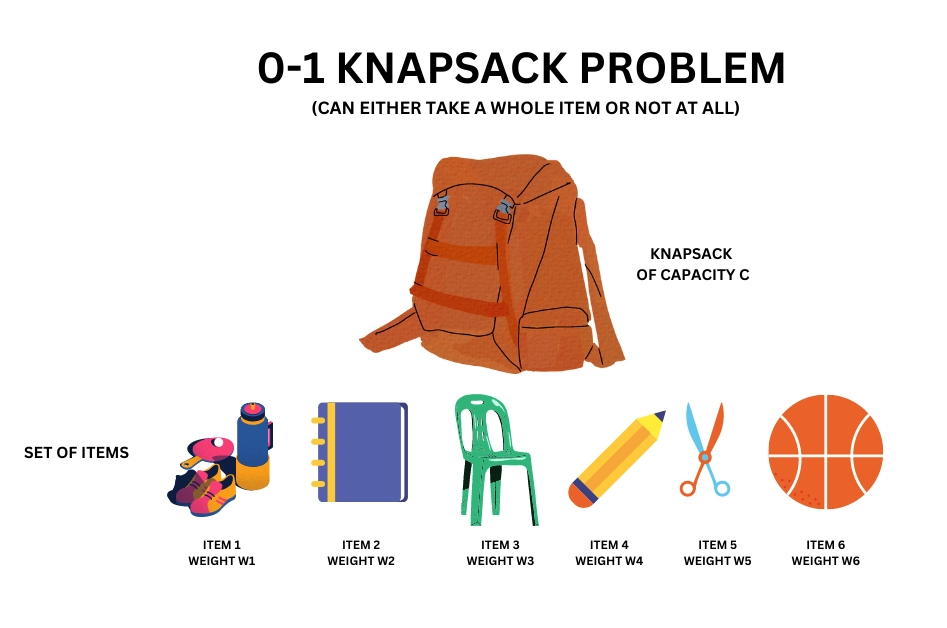 0-1 KNAPSACK PROBLEM
(CAN EITHER TAKE A WHOLE ITEM OR NOT AT ALL)
KNAPSACK
OF CAPACITY C
SET OF ITEMS
ITEM 1
WEIGHT W1
ITEM 2
WEIGHT W2
ITEM 3
WEIGHT W3
ITEM 4
WEIGHT W4
ITEM 5
WEIGHT W5
ITEM 6
WEIGHT W6